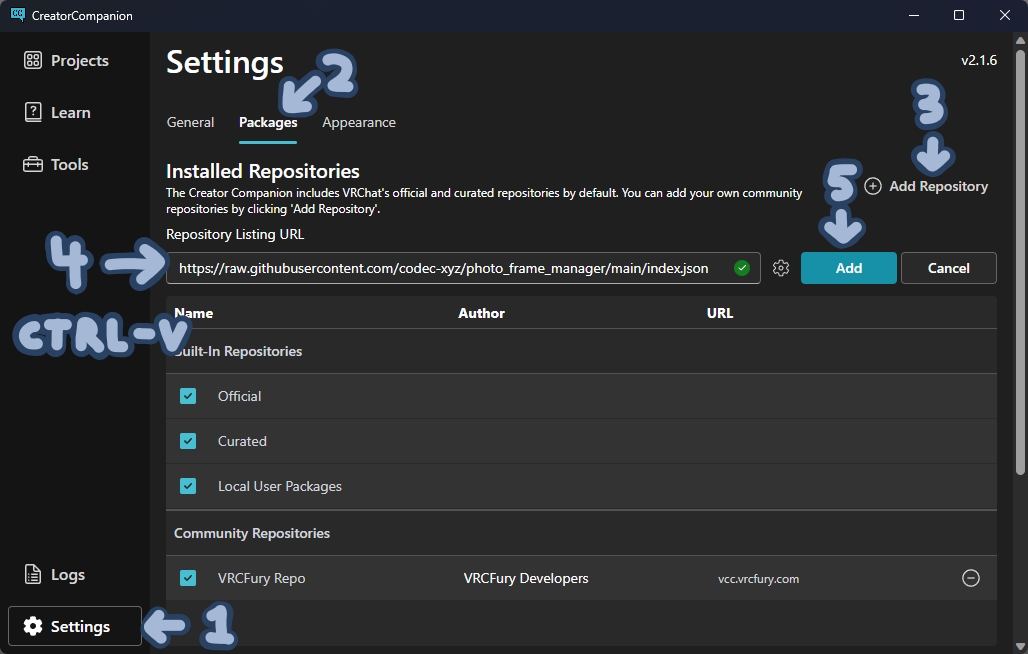 CC CreatorCompanion
Projects
Learn
Tools
Logs
Settings
1
Settings
2
v2.1.6
General Packages Appearance
3
Installed Repositories
The Creator Companion includes VRChat's official and curated repositories by default. You can add your own community
repositories by clicking 'Add Repository'.
Add Repository
5
Repository Listing URL
4
https://raw.githubusercontent.com/codec-xyz/photo_frame_manager/main/index.json
Add
Cancel
CTRL-V
Name Author URL
Built-In Repositories
Official
Curated
Local User Packages
Community Repositories
VRCFury Repo VRCFury Developers vcc.vrcfury.com